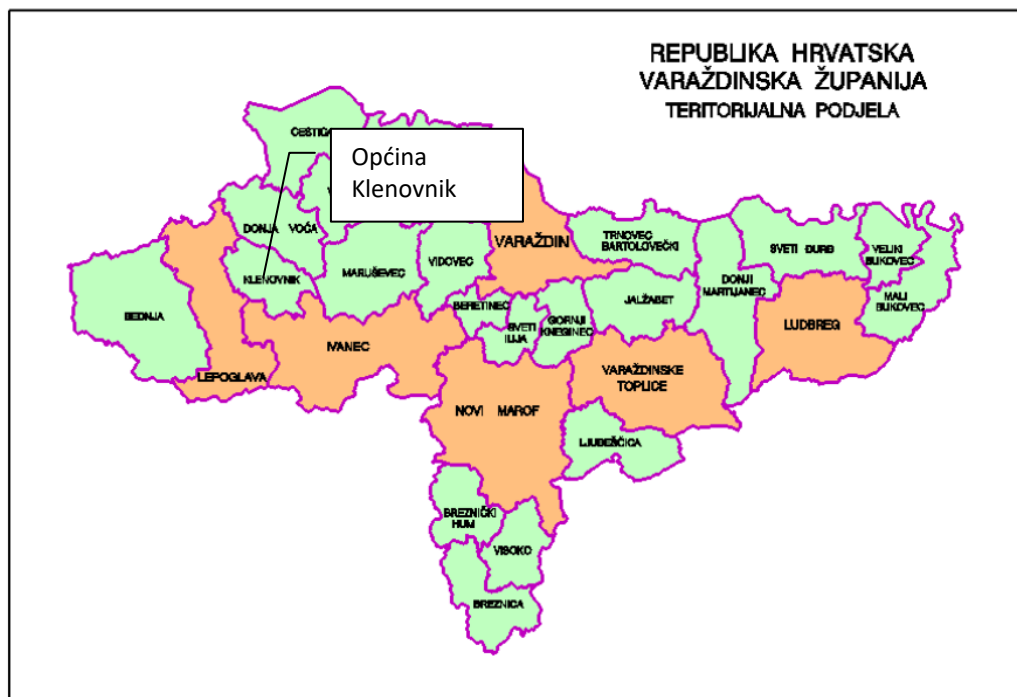 REPUBLIKA HRVATSKA
VARAŽDINSKA ŽUPANIJA
TERITORIJALNA PODJELA
Općina
Klenovnik
DONJA VOĆA
KLENOVNIK
MARUŠEVEC
VIDOVEC
VARAŽDIN
TRNOVEC
BARTOLOVEČKI
SVETI ĐURĐ
VELIKI
BUKOVEC
MALI
BUKOVEC
DONJI
MARTIJANEC
JALŽABET
BEDNJA
LEPOGLAVA
IVANEC
BERETINEC
SVETI
ILIJA
GORNJI
KNEGINEC
LUDBREG
VARAŽDINSKE
TOPLICE
NOVI MAROF
LJUBEŠĆICA
BREZNIČKI
HUM
VISOKO
BREZNICA